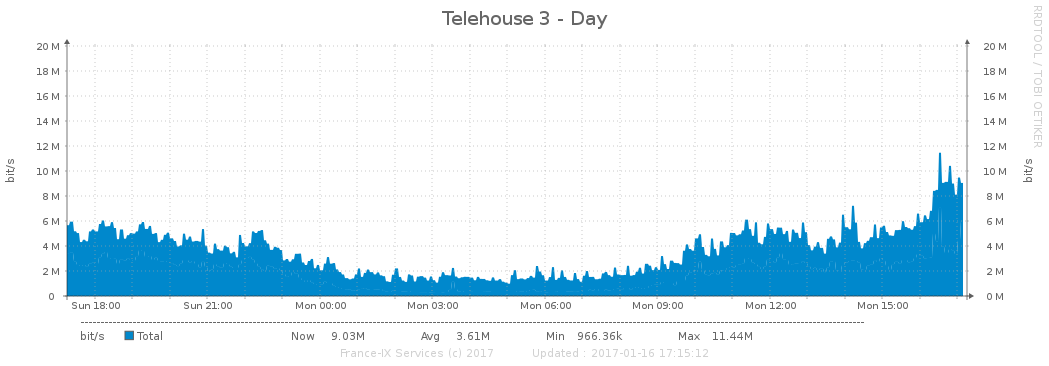 Telehouse 3 - Day
RRDTOOL / TOBI OETIKER
20 M 20 M
18 M 18 M
16 M 16 M
14 M 14 M
12 M 12 M
10 M 10 M
8 M 8 M
6 M 6 M
4 M 4 M
2 M 2 M
0 0 M
bit/s bit/s
Sun 18:00 Sun 21:00 Mon 00:00 Mon 03:00 Mon 06:00 Mon 09:00 Mon 12:00 Mon 15:00
bit/s Total Now 9.03M Avg 3.61M Min 966.36k Max 11.44M
France-IX Services (c) 2017 Updated : 2017-01-16 17:15:12